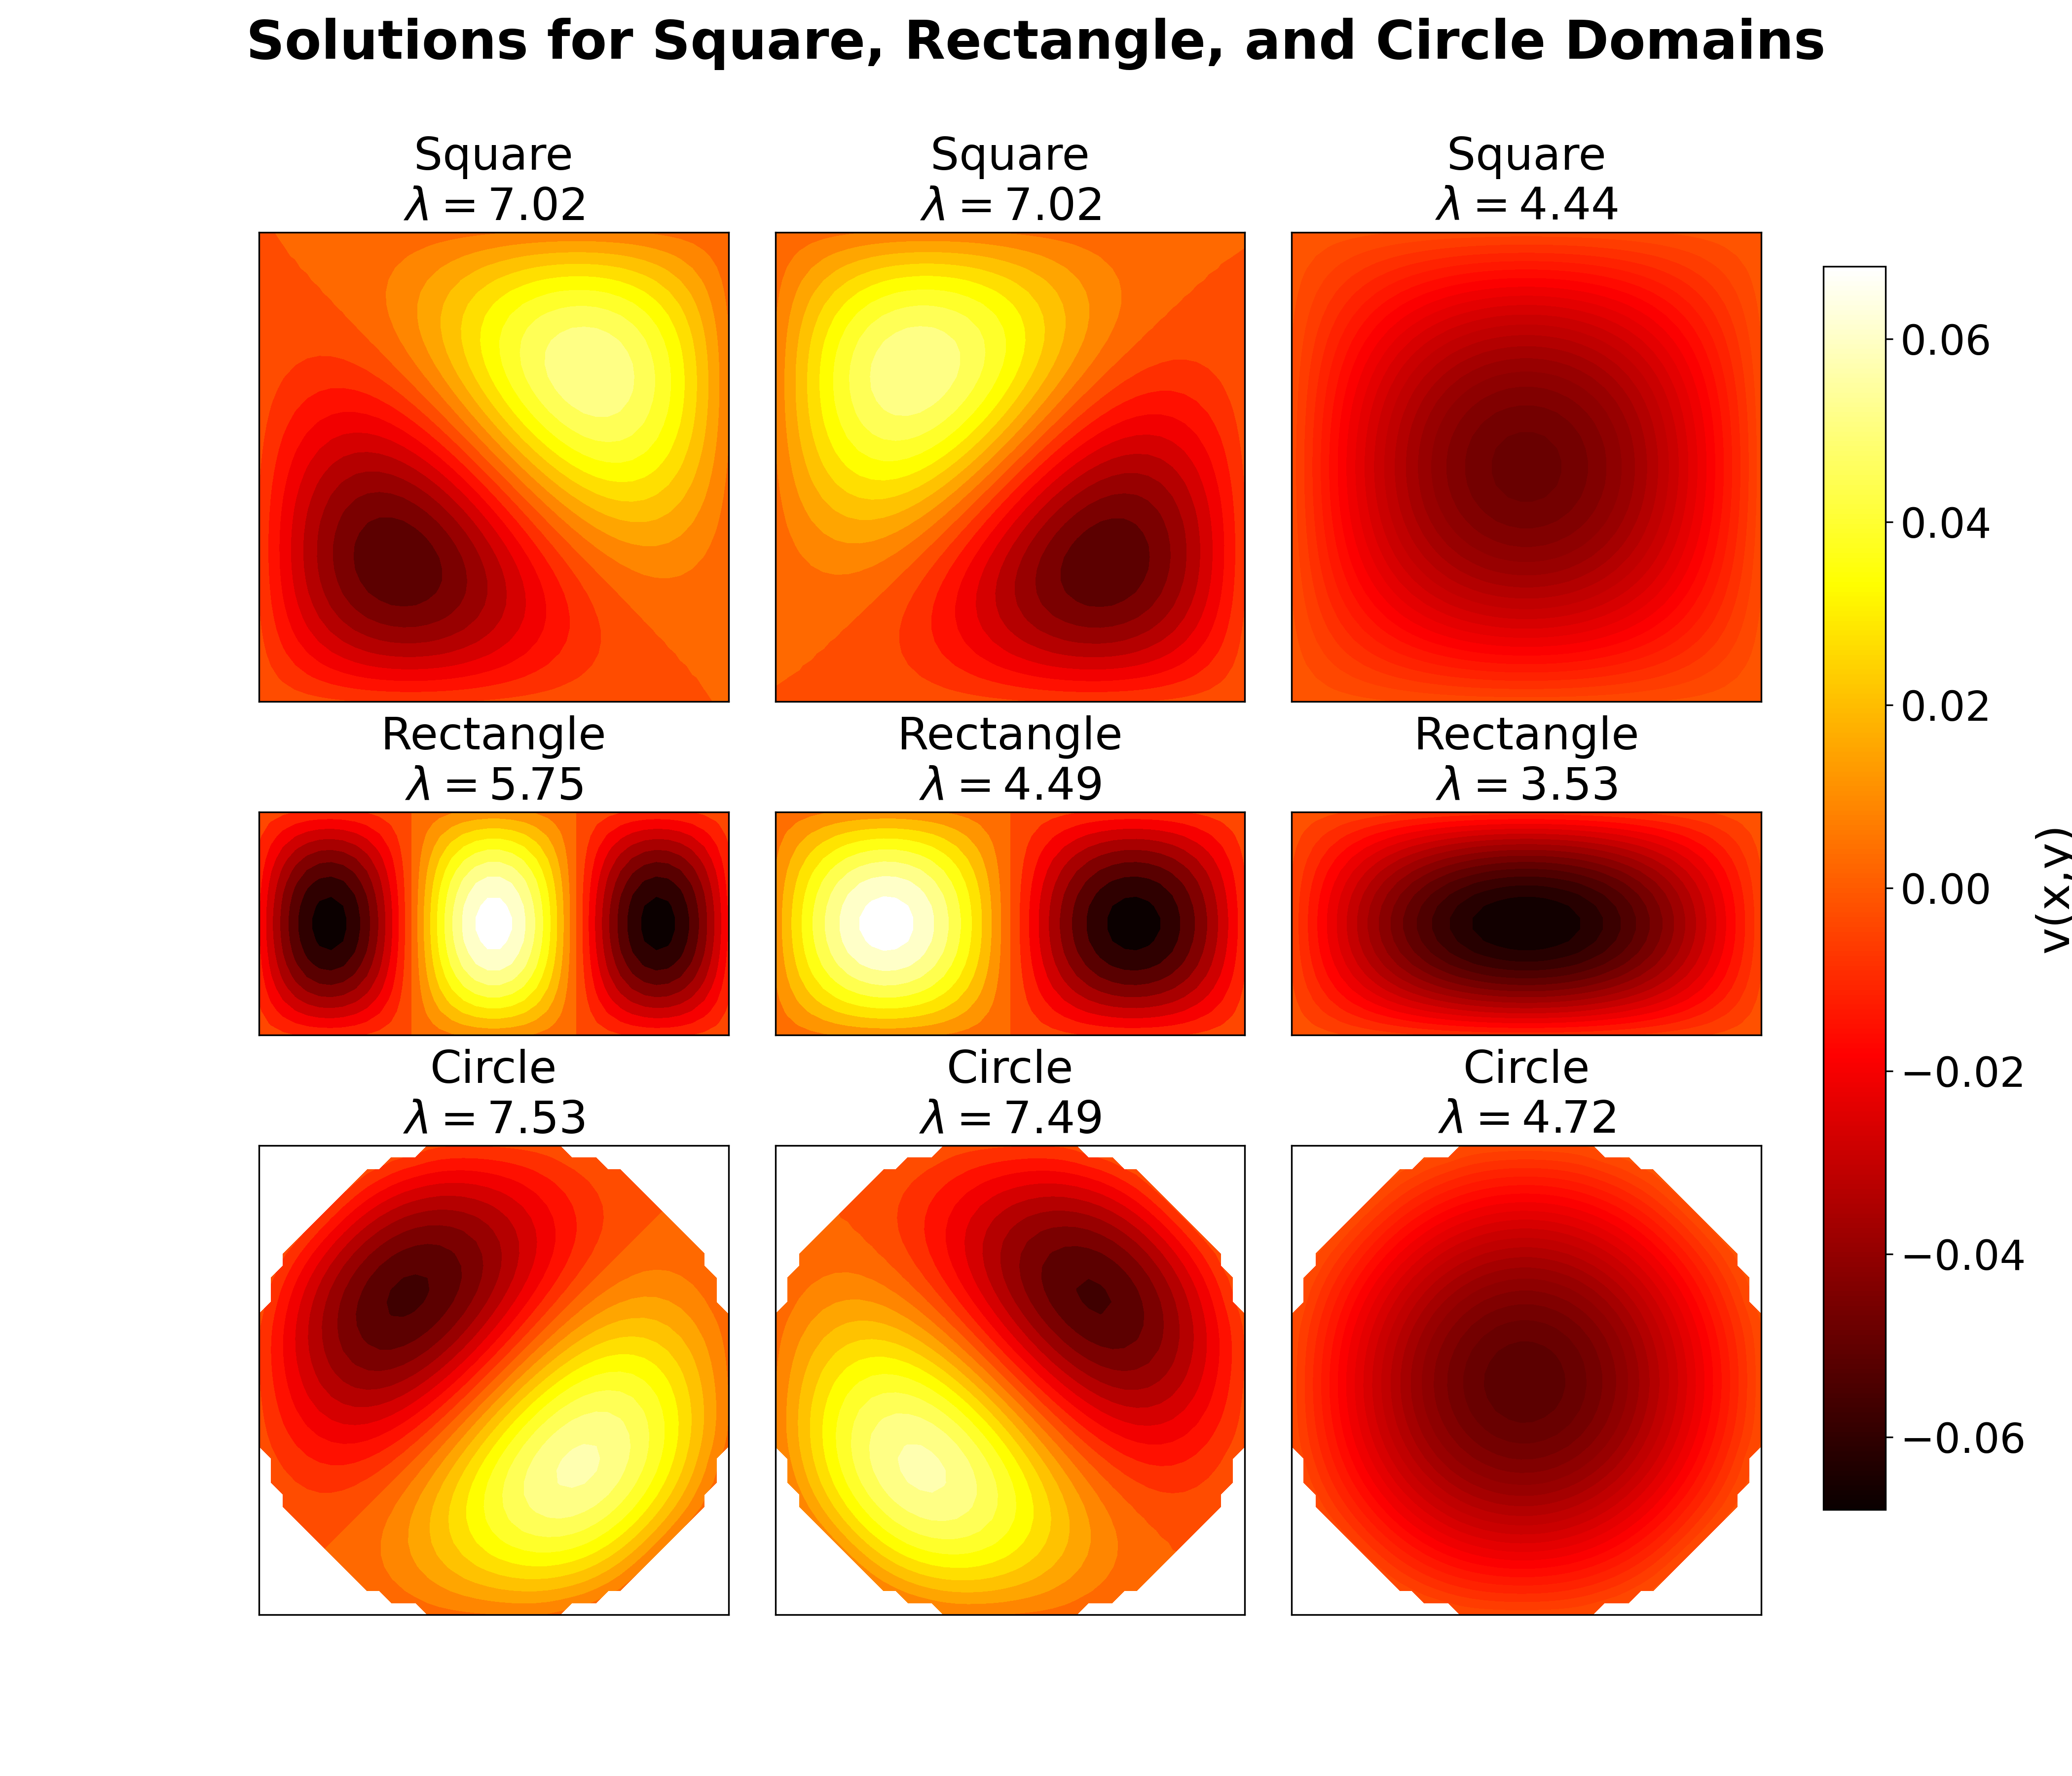 Solutions for Square, Rectangle, and Circle Domains
Square
λ = 7.02
Square
λ = 7.02
Square
λ = 4.44
Rectangle
λ = 5.75
Rectangle
λ = 4.49
Rectangle
λ = 3.53
Circle
λ = 7.53
Circle
λ = 7.49
Circle
λ = 4.72
0.06
0.04
0.02
0.00
−0.02
−0.04
−0.06
v(x,y)